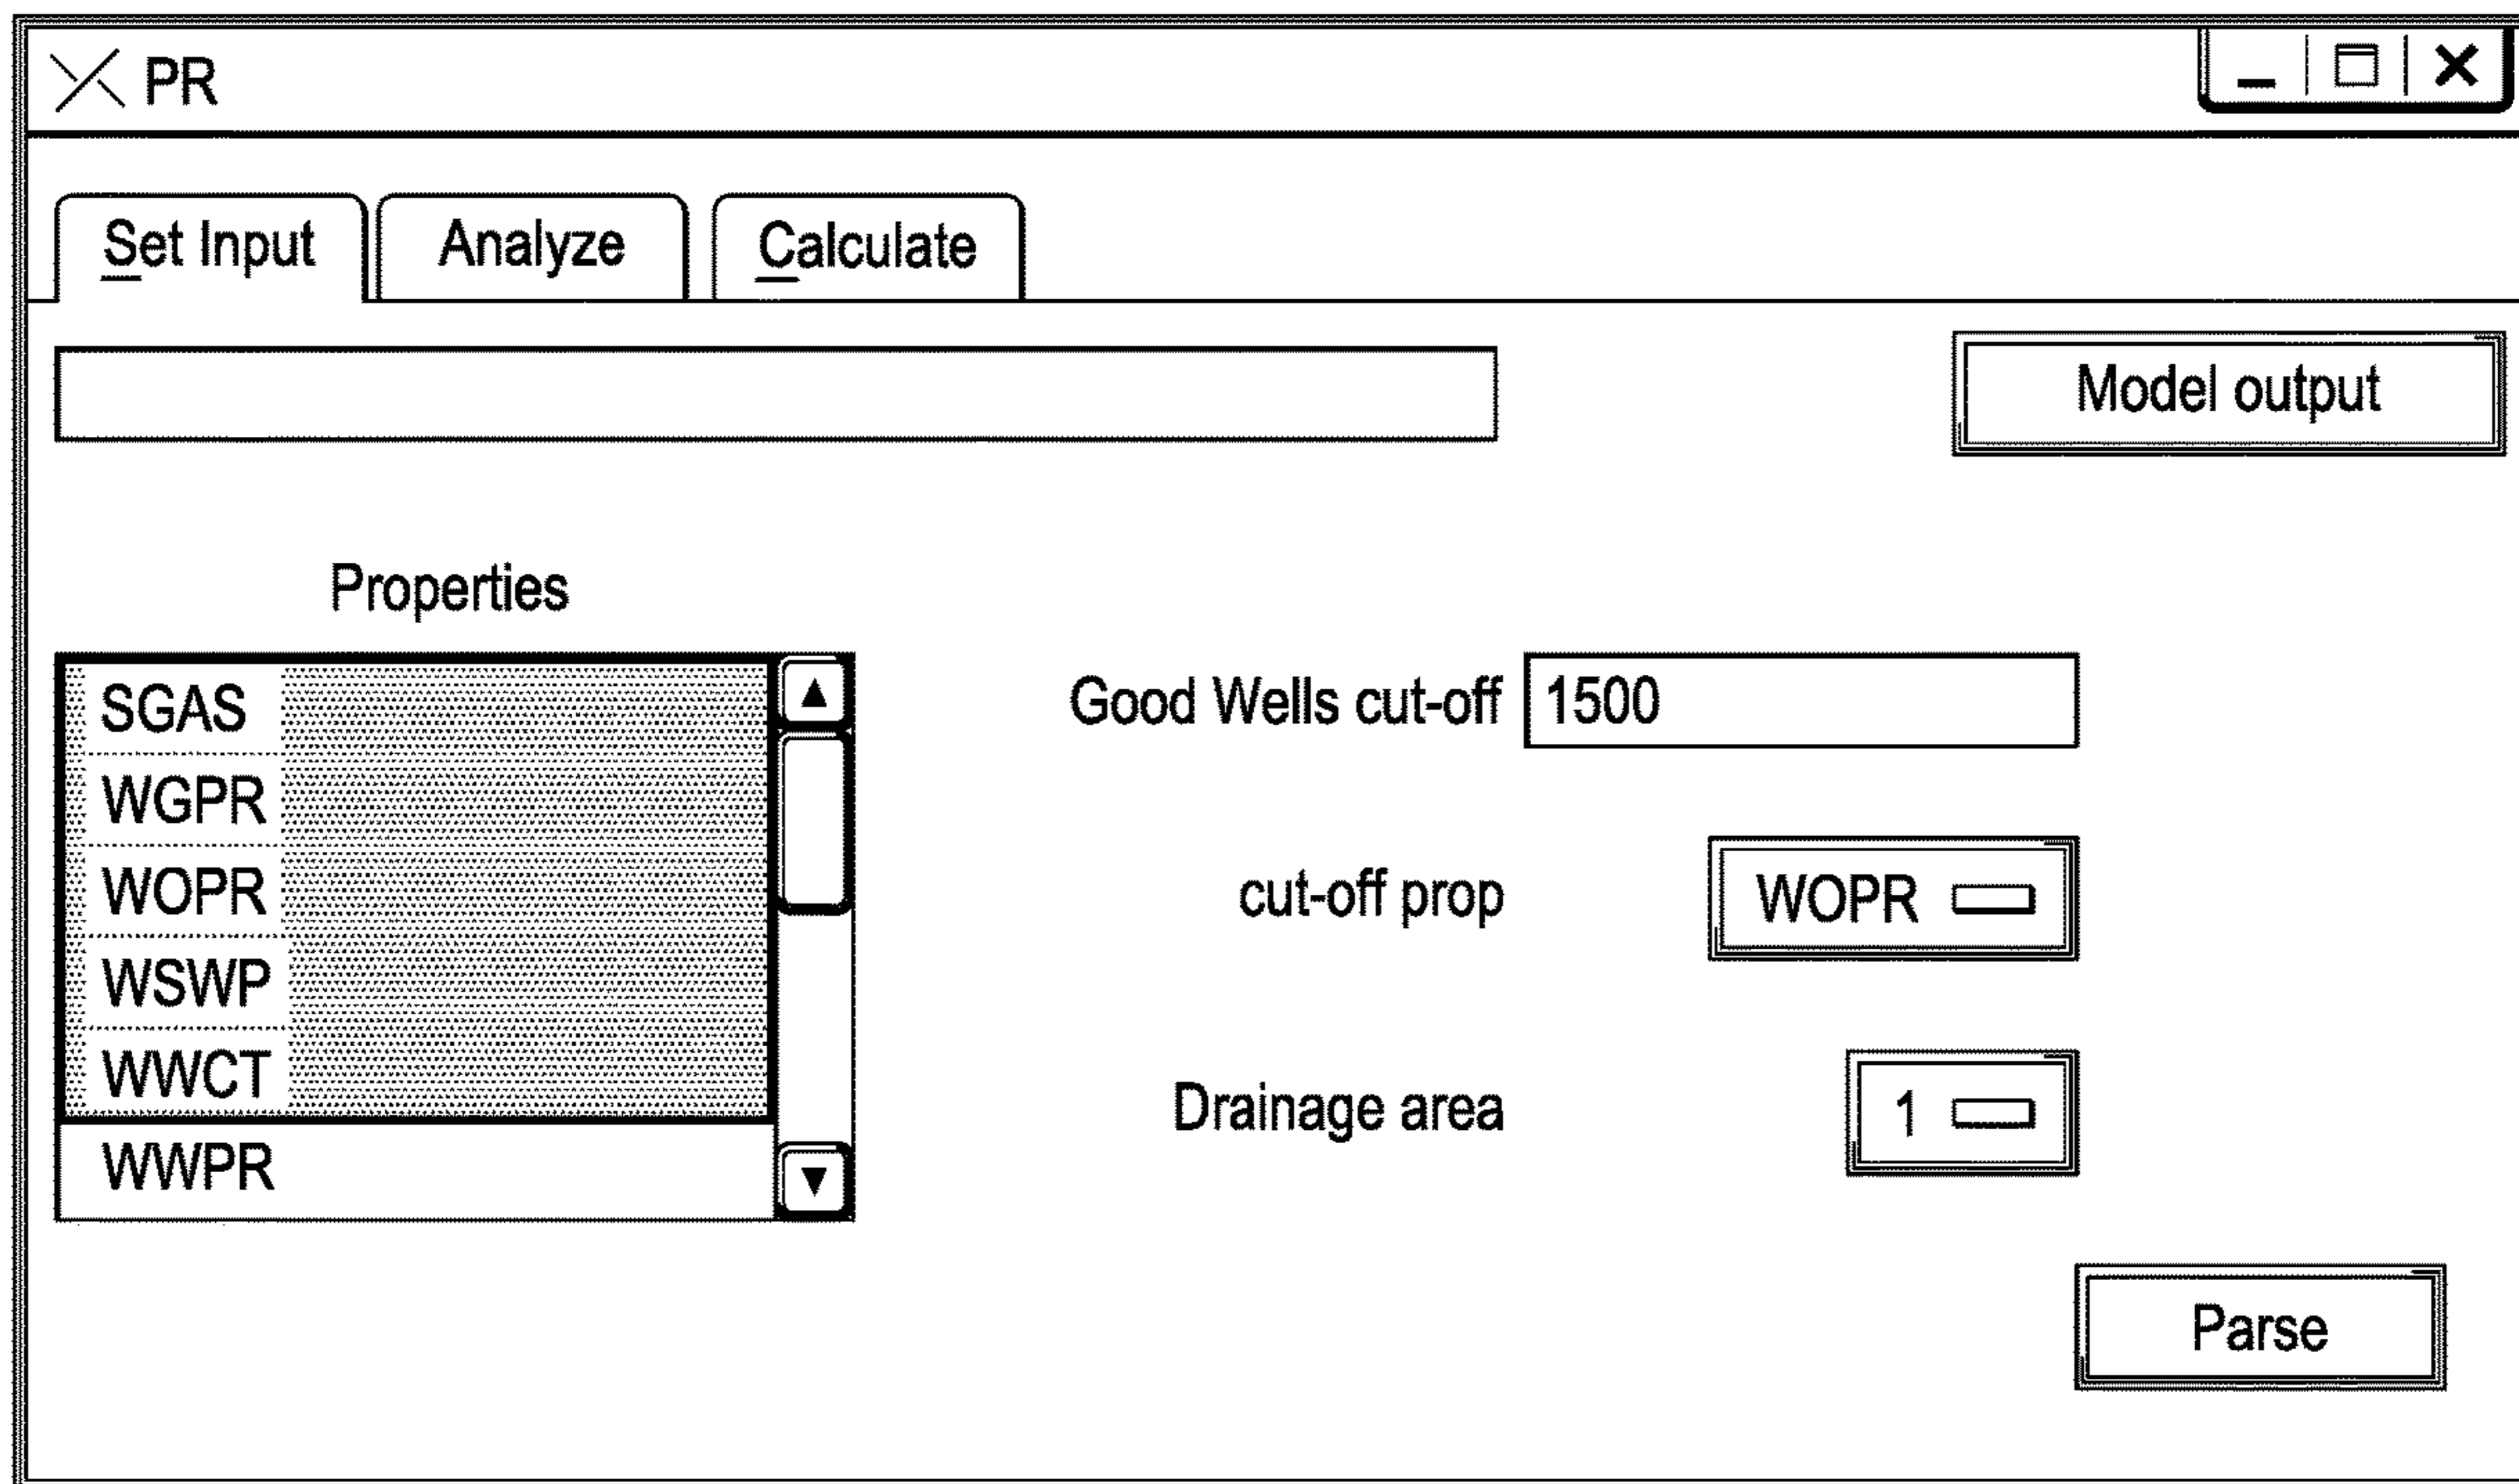 PR
Set Input
Analyze
Calculate
Model output
Properties
SGAS
WGPR
WOPR
WSWP
WWCT
WWPR
Good Wells cut-off 1500
cut-off prop WOPR
Drainage area 1
Parse